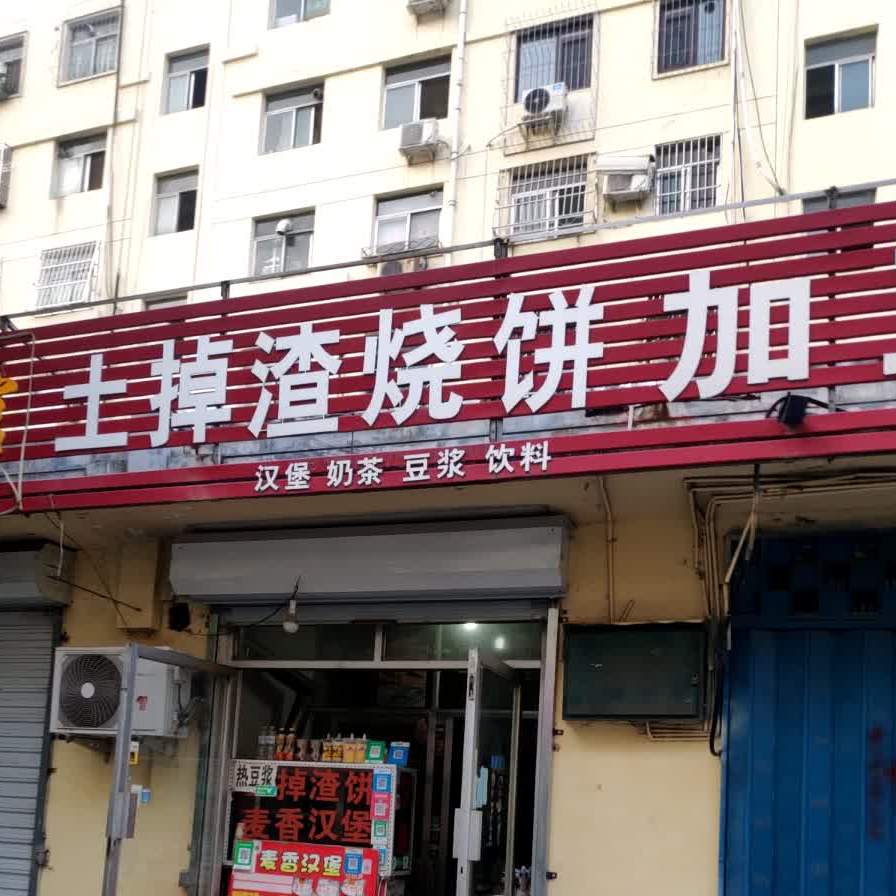 土掉渣烧饼加
汉堡 奶茶 豆浆 饮料
热豆浆
掉渣饼
麦香汉堡
麦香汉堡